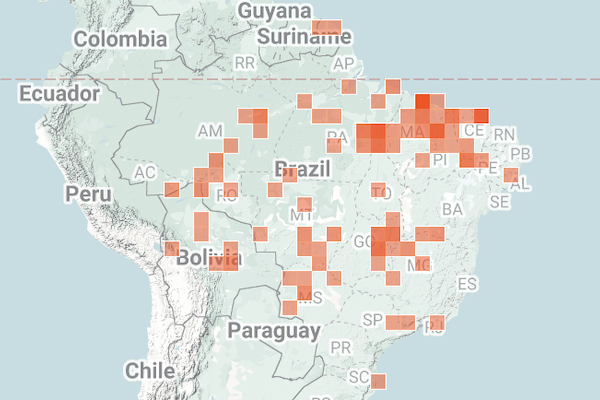 Guyana
Colombia
Suriname
RR
AP
Ecuador
AM
PA
MA
CE
RN
PI
PB
PE
AC
Brazil
Peru
RO
TO
AL
SE
MT
BA
GO
Bolivia
MG
MS
ES
SP
RJ
Paraguay
PR
Chile
SC